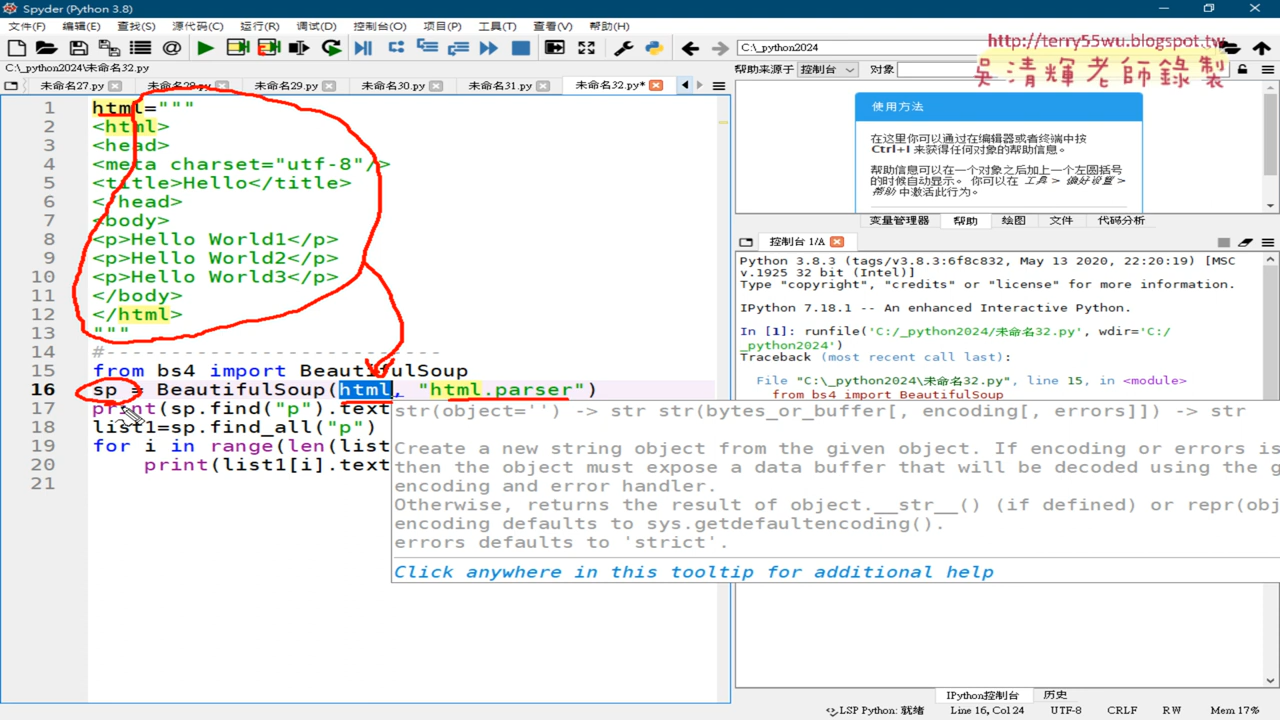 Spyder (Python 3.8)
文件(F) 编辑(E) 查找(S) 源代码(C) 运行(R) 调试(D) 控制台(O) 项目(P) 工具(T) 查看(V) 帮助(H)
C:\_python2024
http://terry55wu.blogspot.tw
吳清輝老師錄製
C:\_python2024\未命名32.py
未命名27.py 未命名28.py 未命名29.py 未命名30.py 未命名31.py 未命名32.py*
帮助来源于 控制台 对象
1 html="""
2 <html>
3 <head>
4 <meta charset="utf-8"/>
5 <title>Hello</title>
6 </head>
7 <body>
8 <p>Hello World1</p>
9 <p>Hello World2</p>
10 <p>Hello World3</p>
11 </body>
12 </html>
13 """
14 #--------------------------
15 from bs4 import BeautifulSoup
16 sp = BeautifulSoup(html, "html.parser")
17 print(sp.find("p").text
18 list1=sp.find_all("p")
19 for i in range(len(list
20 print(list1[i].text
21
str(object='') -> str str(bytes_or_buffer[, encoding[, errors]]) -> str
Create a new string object from the given object. If encoding or errors is
then the object must expose a data buffer that will be decoded using the g
encoding and error handler.
Otherwise, returns the result of object.__str__() (if defined) or repr(obj
encoding defaults to sys.getdefaultencoding().
errors defaults to 'strict'.
Click anywhere in this tooltip for additional help
使用方法
在这里你可以通过在编辑器或者终端中按
Ctrl+I 来获得任何对象的帮助信息。
帮助信息可以在一个对象之后加上一个左圆括号
的时候自动显示。 你可以在 工具 > 偏好设置 >
帮助 中激活此行为。
变量管理器 帮助 绘图 文件 代码分析
控制台 1/A
Python 3.8.3 (tags/v3.8.3:6f8c832, May 13 2020, 22:20:19) [MSC
v.1925 32 bit (Intel)]
Type "copyright", "credits" or "license" for more information.
IPython 7.18.1 -- An enhanced Interactive Python.
In [1]: runfile('C:/_python2024/未命名32.py', wdir='C:/
_python2024')
Traceback (most recent call last):
File "C:\_python2024\未命名32.py", line 15, in <module>
from bs4 import BeautifulSoup
IPython控制台 历史
LSP Python: 就绪 Line 16, Col 24 UTF-8 CRLF RW Mem 17%